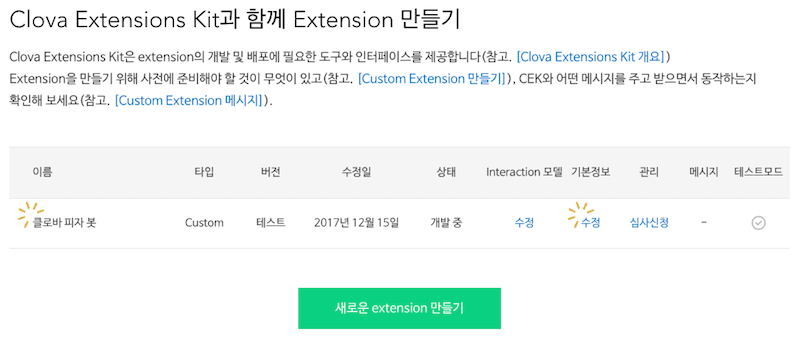 Clova Extensions Kit과 함께 Extension 만들기
Clova Extensions Kit은 extension의 개발 및 배포에 필요한 도구와 인터페이스를 제공합니다(참고. [Clova Extensions Kit 개요])
Extension을 만들기 위해 사전에 준비해야 할 것이 무엇이 있고(참고. [Custom Extension 만들기]), CEK와 어떤 메시지를 주고 받으면서 동작하는지
확인해 보세요(참고. [Custom Extension 메시지]).
이름 타입 버전 수정일 상태 Interaction 모델 기본정보 관리 메시지 테스트모드
클로바 피자 봇 Custom 테스트 2017년 12월 15일 개발 중 수정 수정 심사신청 -
새로운 extension 만들기